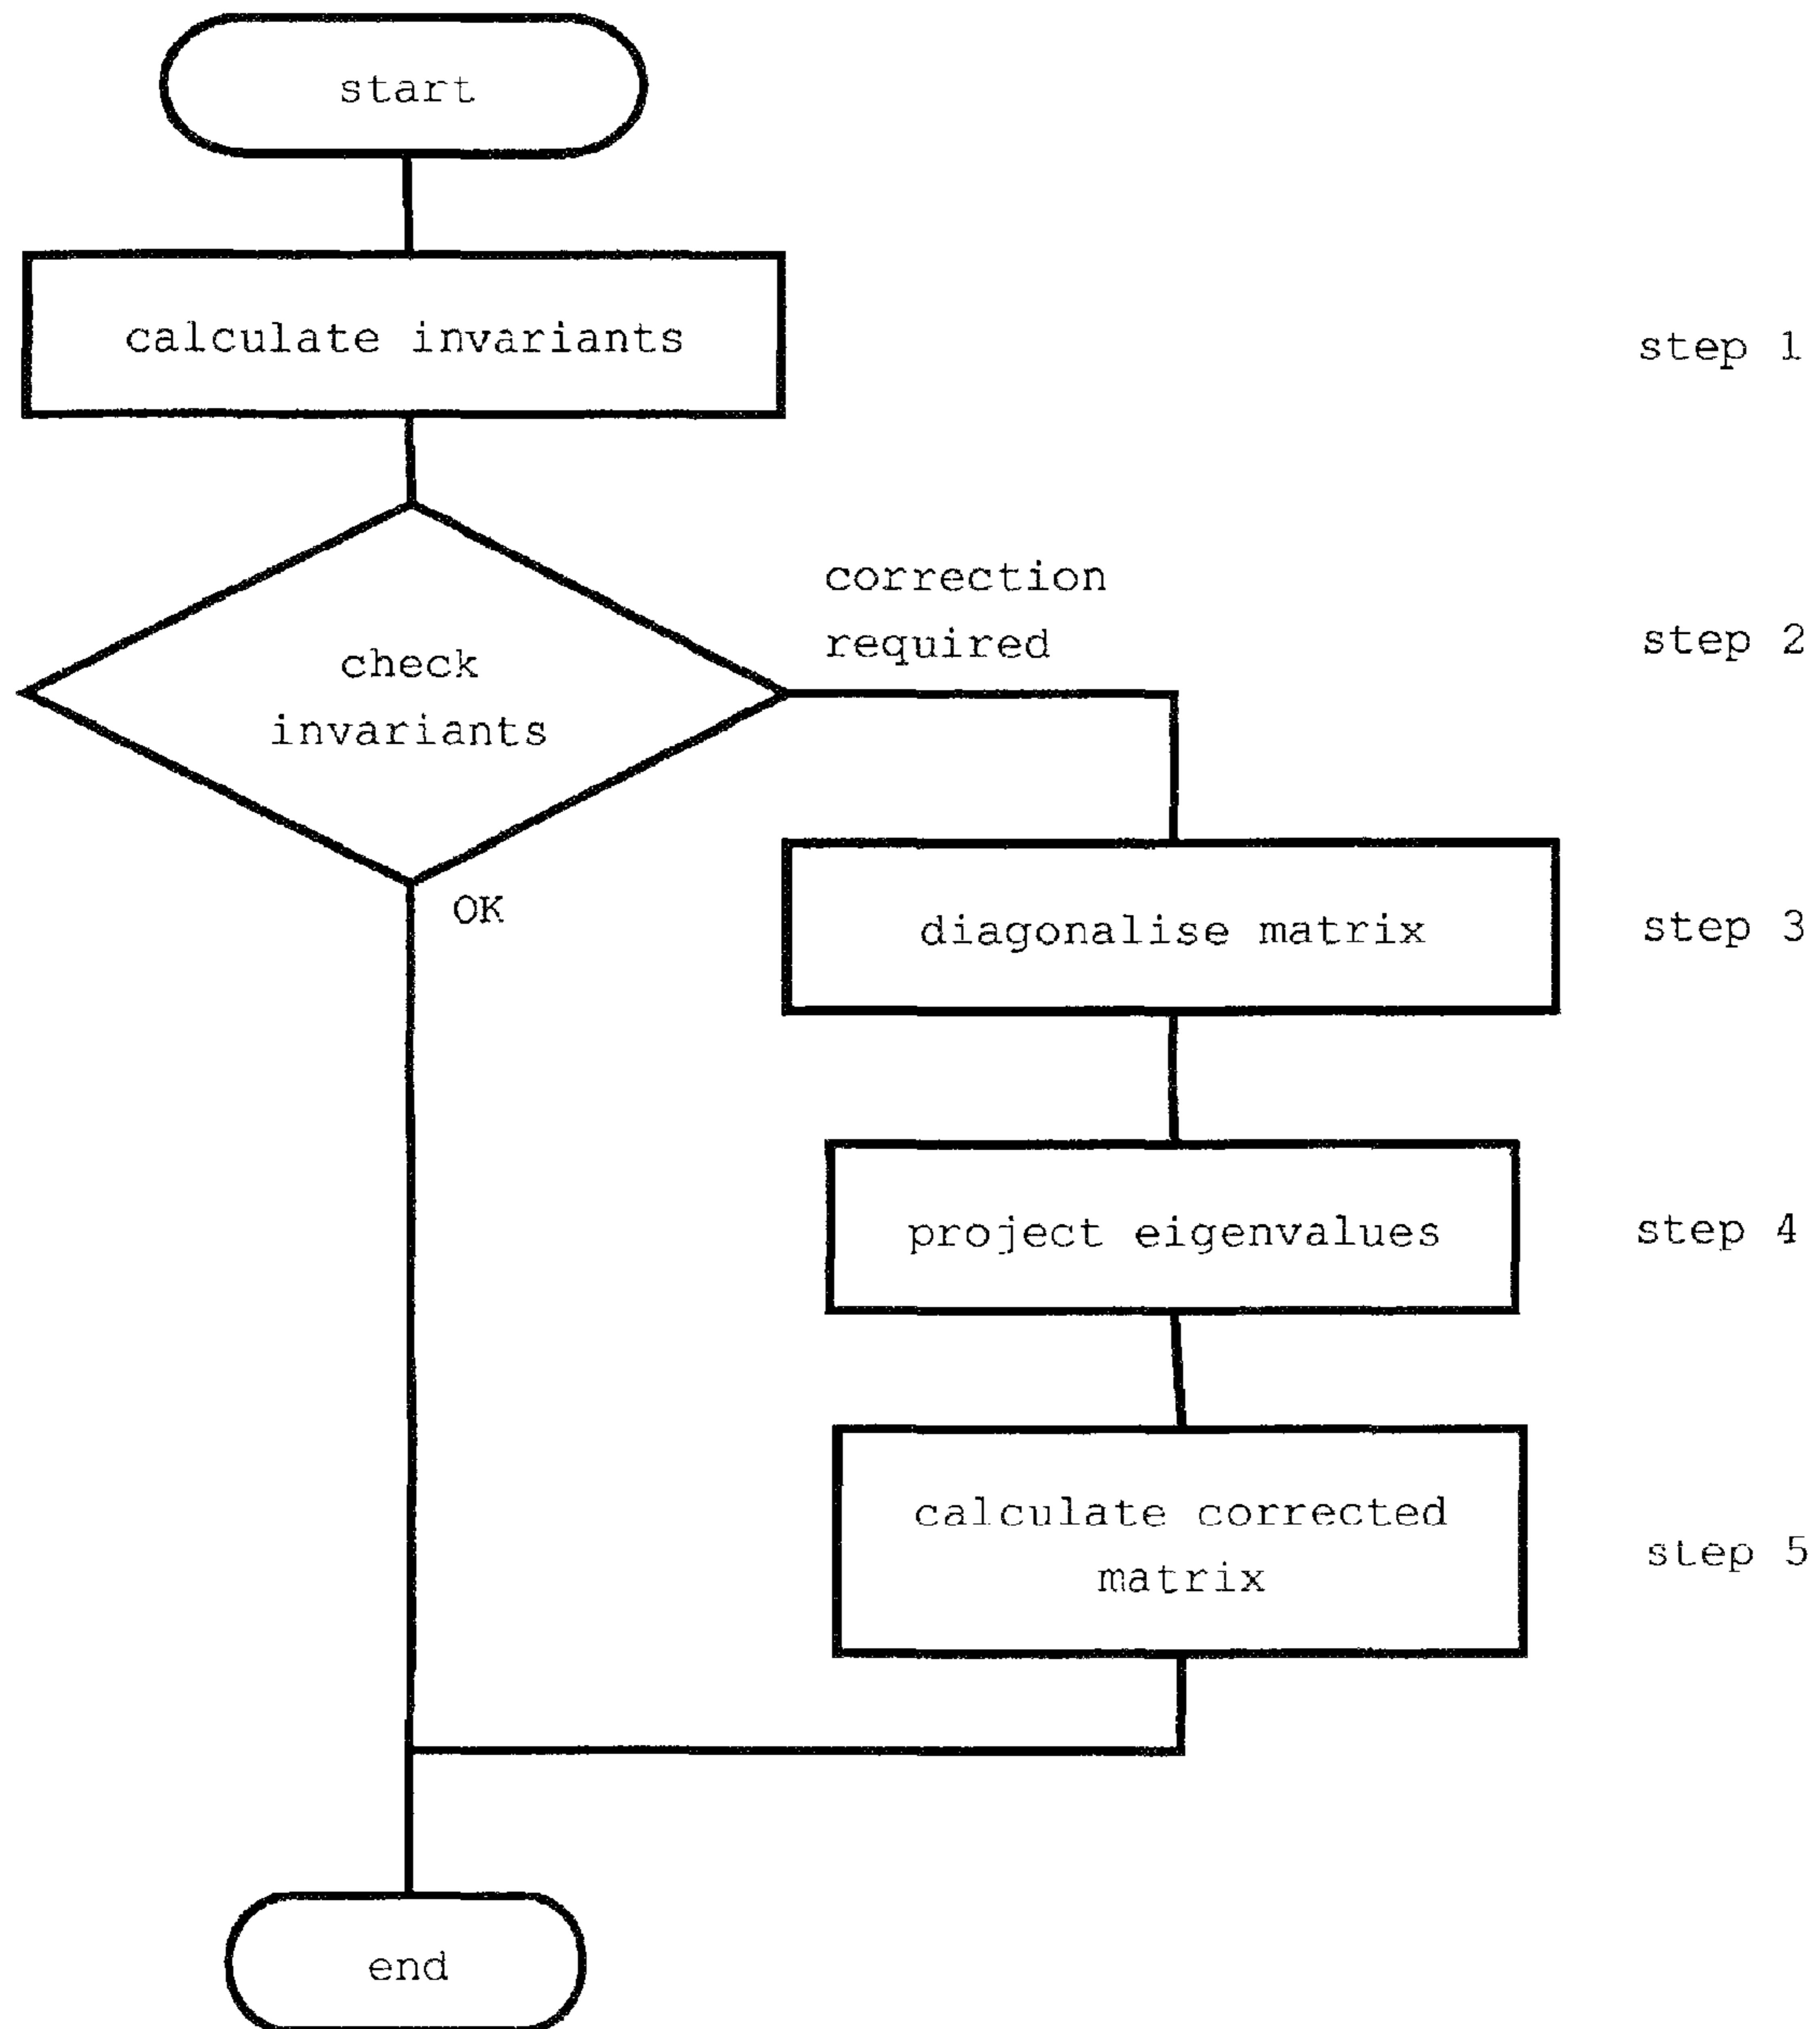 start
calculate invariants
step 1
correction
required
step 2
check
invariants
OK
diagonalise matrix
step 3
project eigenvalues
step 4
calculate corrected
matrix
step 5
end